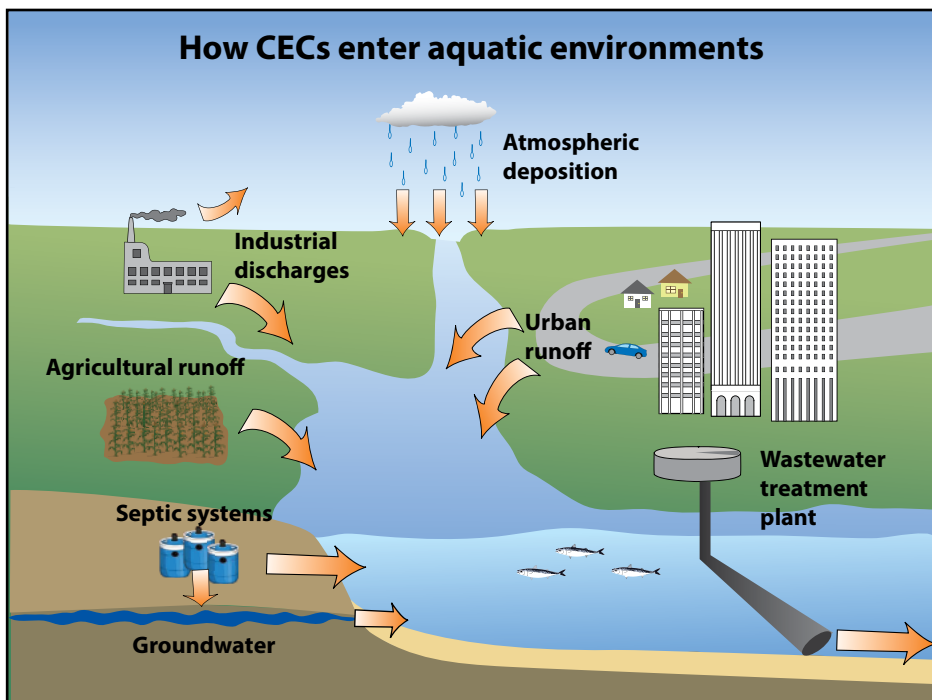 How CECs enter aquatic environments
Atmospheric
deposition
Industrial
discharges
Urban
runoff
Agricultural runoff
Wastewater
treatment
plant
Septic systems
Groundwater